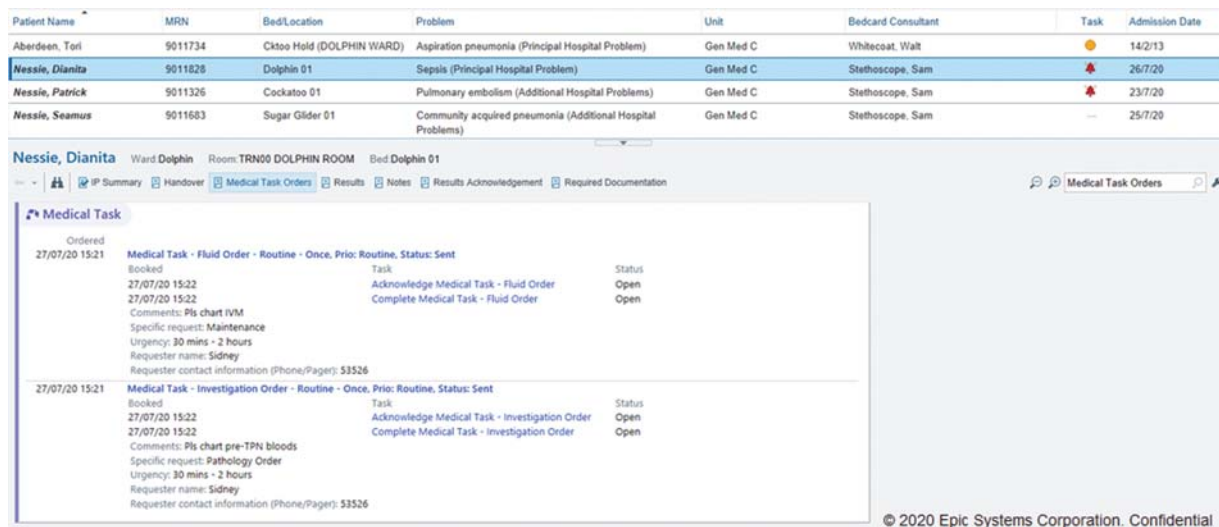 Patient Name MRN Bed/Location Problem Unit Bedcard Consultant Task Admission Date
Aberdeen, Tori 9011734 Cktoo Hold (DOLPHIN WARD) Aspiration pneumonia (Principal Hospital Problem) Gen Med C Whitecoat, Walt 14/2/13
Nessie, Dianita 9011828 Dolphin 01 Sepsis (Principal Hospital Problem) Gen Med C Stethoscope, Sam 26/7/20
Nessie, Patrick 9011326 Cockatoo 01 Pulmonary embolism (Additional Hospital Problems) Gen Med C Stethoscope, Sam 23/7/20
Nessie, Seamus 9011683 Sugar Glider 01 Community acquired pneumonia (Additional Hospital Gen Med C Stethoscope, Sam — 25/7/20
Problems)
Nessie, Dianita Ward:Dolphin Room:TRN00 DOLPHIN ROOM Bed:Dolphin 01
IP Summary Handover Medical Task Orders Results Notes Results Acknowledgement Required Documentation Medical Task Orders
Medical Task
Ordered
27/07/20 15:21 Medical Task - Fluid Order - Routine - Once, Prio: Routine, Status: Sent
Booked Task Status
27/07/20 15:22 Acknowledge Medical Task - Fluid Order Open
27/07/20 15:22 Complete Medical Task - Fluid Order Open
Comments: Pls chart IVM
Specific request: Maintenance
Urgency: 30 mins - 2 hours
Requester name: Sidney
Requester contact information (Phone/Pager): 53526
27/07/20 15:21 Medical Task - Investigation Order - Routine - Once, Prio: Routine, Status: Sent
Booked Task Status
27/07/20 15:22 Acknowledge Medical Task - Investigation Order Open
27/07/20 15:22 Complete Medical Task - Investigation Order Open
Comments: Pls chart pre-TPN bloods
Specific request: Pathology Order
Urgency: 30 mins - 2 hours
Requester name: Sidney
Requester contact information (Phone/Pager): 53526
© 2020 Epic Systems Corporation. Confidential